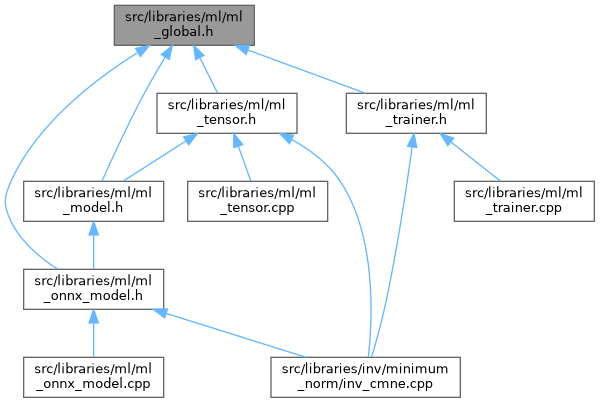 src/libraries/ml/ml
_global.h
src/libraries/ml/ml
_tensor.h
src/libraries/ml/ml
_trainer.h
src/libraries/ml/ml
_model.h
src/libraries/ml/ml
_tensor.cpp
src/libraries/ml/ml
_trainer.cpp
src/libraries/ml/ml
_onnx_model.h
src/libraries/ml/ml
_onnx_model.cpp
src/libraries/inv/minimum
_norm/inv_cmne.cpp